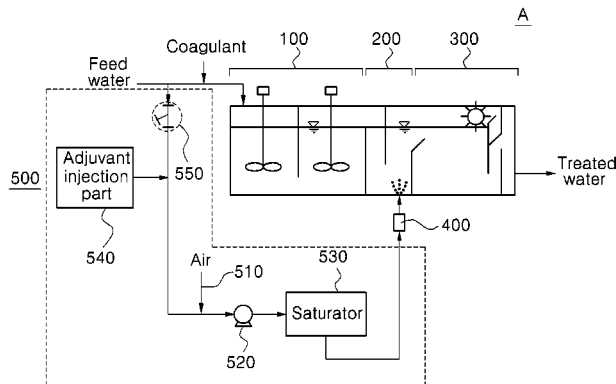 A
100
200
300
Coagulant
Feed
water
550
500
Adjuvant
injection
part
540
Treated
water
400
Air
510
530
Saturator
520